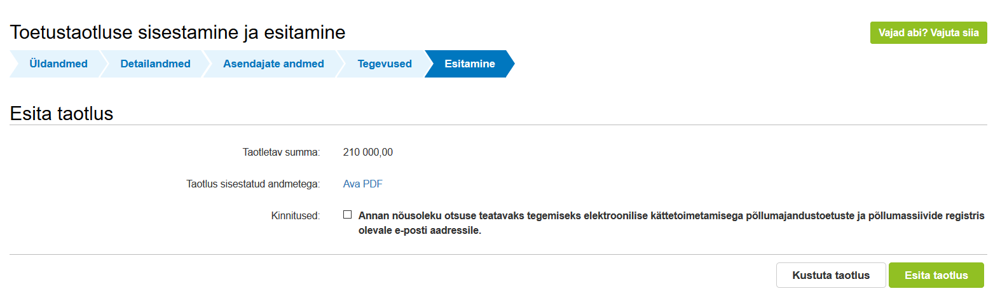 Toetustaotluse sisestamine ja esitamine
Vajad abi? Vajuta siia
Üldandmed
Detailandmed
Asendajate andmed
Tegevused
Esitamine
Esita taotlus
Taotletav summa: 210 000,00
Taotlus sisestatud andmetega: Ava PDF
Kinnitused: Annan nõusoleku otsuse teatavaks tegemiseks elektroonilise kättetoimetamisega põllumajandustoetuste ja põllumassiivide registris
olevale e-posti aadressile.
Kustuta taotlus
Esita taotlus